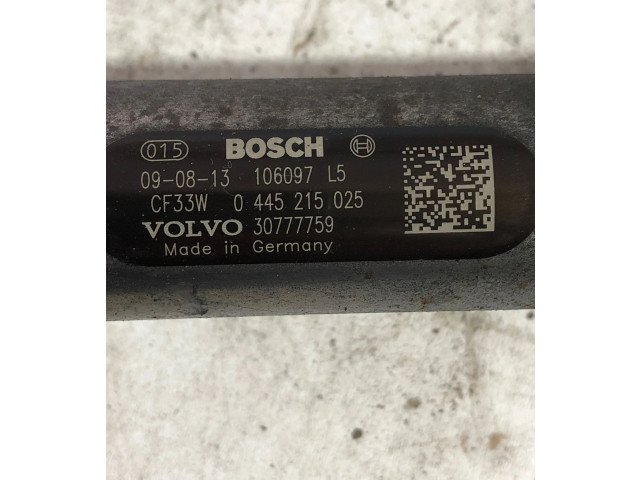 015 BOSCH
09-08-13 106097 L5
CF33W 0 445 215 025
VOLVO 30777759
Made in Germany